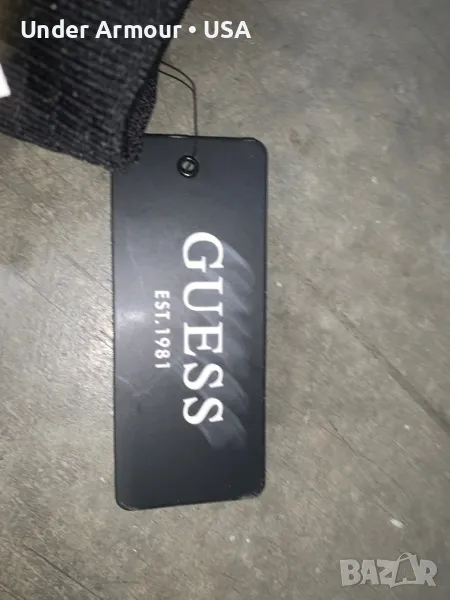 Under Armour • USA
GUESS
EST. 1981
BAZAR